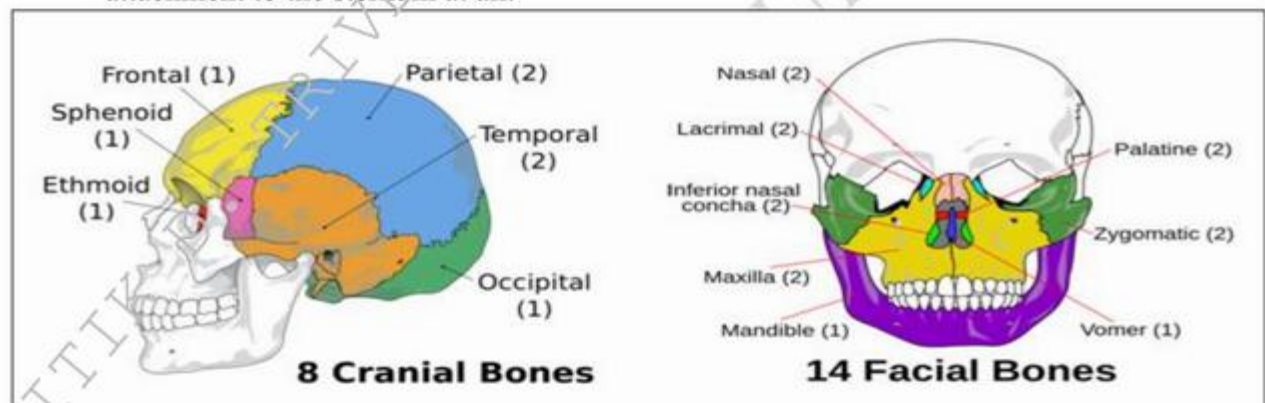 Frontal (1)
Parietal (2)
Sphenoid
(1)
Temporal
(2)
Ethmoid
(1)
Occipital
(1)
8 Cranial Bones
Nasal (2)
Lacrimal (2)
Palatine (2)
Inferior nasal
concha (2)
Zygomatic (2)
Maxilla (2)
Mandible (1)
Vomer (1)
14 Facial Bones